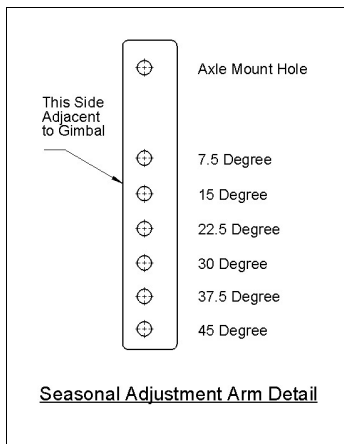 Axle Mount Hole
This Side
Adjacent
to Gimbal
7.5 Degree
15 Degree
22.5 Degree
30 Degree
37.5 Degree
45 Degree
Seasonal Adjustment Arm Detail